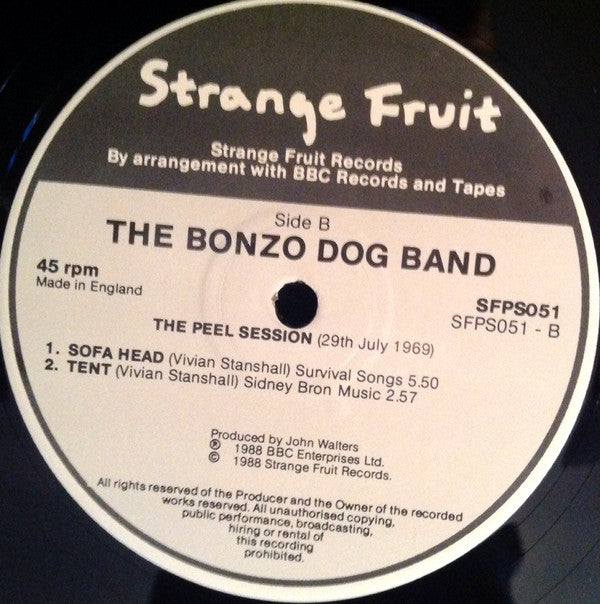 Strange Fruit
Strange Fruit Records
By arrangement with BBC Records and Tapes
Side B
THE BONZO DOG BAND
45 rpm
Made in England
SFPS051
SFPS051 - B
THE PEEL SESSION (29th July 1969)
1. SOFA HEAD (Vivian Stanshall) Survival Songs 5.50
2. TENT (Vivian Stanshall) Sidney Bron Music 2.57
Produced by John Walters
℗ 1988 BBC Enterprises Ltd.
© 1988 Strange Fruit Records.
All rights reserved of the Producer and the Owner of the recorded
works reserved. All unauthorised copying,
public performance, broadcasting,
hiring or rental of
this recording
prohibited.